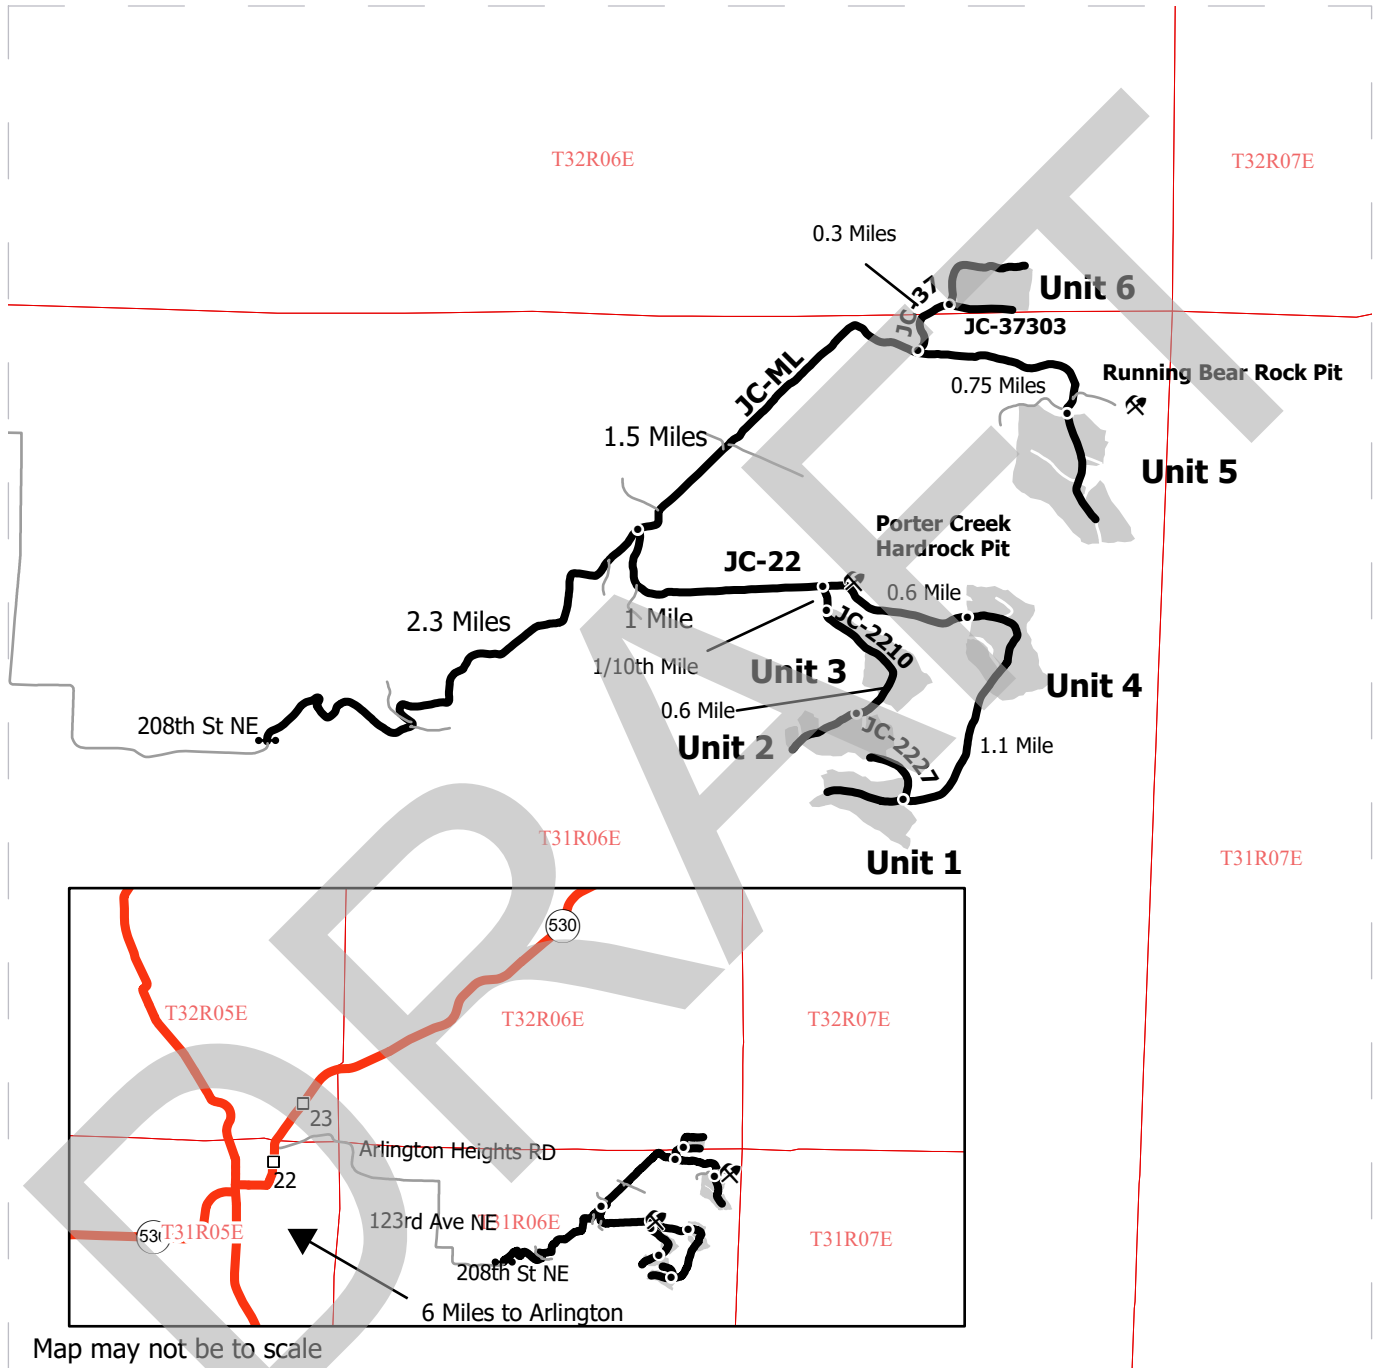 T32R06E
T32R07E
0.3 Miles
JC-37
Unit 6
JC-37303
JC-ML
0.75 Miles
Running Bear Rock Pit
1.5 Miles
Unit 5
Porter Creek
Hardrock Pit
JC-22
0.6 Mile
2.3 Miles
1 Mile
JC-2210
1/10th Mile
Unit 3
Unit 4
0.6 Mile
208th St NE
Unit 2
JC-2227
1.1 Mile
T31R06E
T31R07E
Unit 1
530
T32R05E
T32R06E
T32R07E
23
Arlington Heights RD
22
123rd Ave NE
T31R06E
530
T31R05E
T31R07E
208th St NE
6 Miles to Arlington
Map may not be to scale
DRAFT